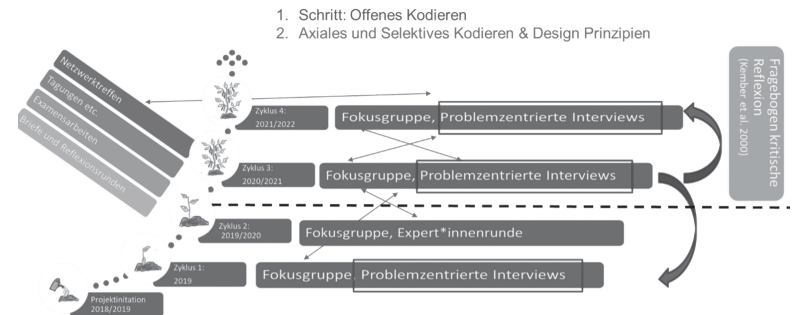 1. Schritt: Offenes Kodieren
2. Axiales und Selektives Kodieren & Design Prinzipien
Netzwerktreffen
Tagungen etc.
Examensarbeiten
Briefe und Reflexionsrunden
Zyklus 4:
2021/2022
Fokusgruppe, Problemzentrierte Interviews
Zyklus 3:
2020/2021
Fokusgruppe, Problemzentrierte Interviews
Zyklus 2:
2019/2020
Fokusgruppe, Expert*innenrunde
Zyklus 1:
2019
Fokusgruppe, Problemzentrierte Interviews
Projektinitation
2018/2019
Fragebogen kritische
Reflexion
(Kember et al. 2000)